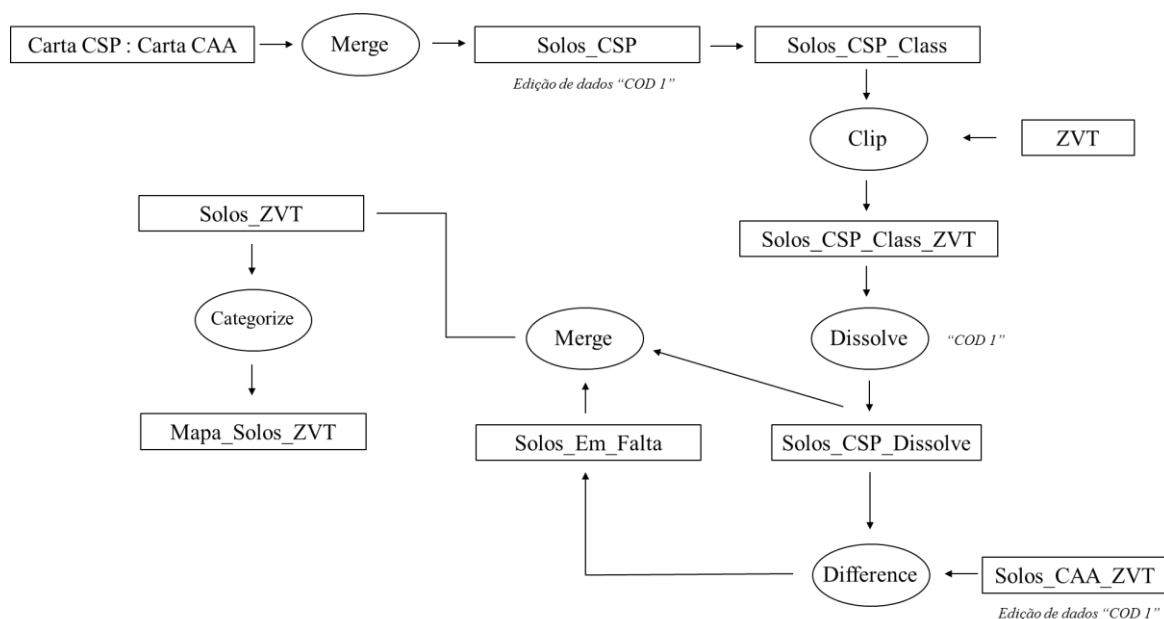 Carta CSP : Carta CAA
Merge
Solos_CSP
Edição de dados “COD 1”
Solos_CSP_Class
Clip
ZVT
Solos_CSP_Class_ZVT
Dissolve
“COD 1”
Solos_CSP_Dissolve
Difference
Solos_CAA_ZVT
Edição de dados “COD 1”
Solos_Em_Falta
Merge
Solos_ZVT
Categorize
Mapa_Solos_ZVT